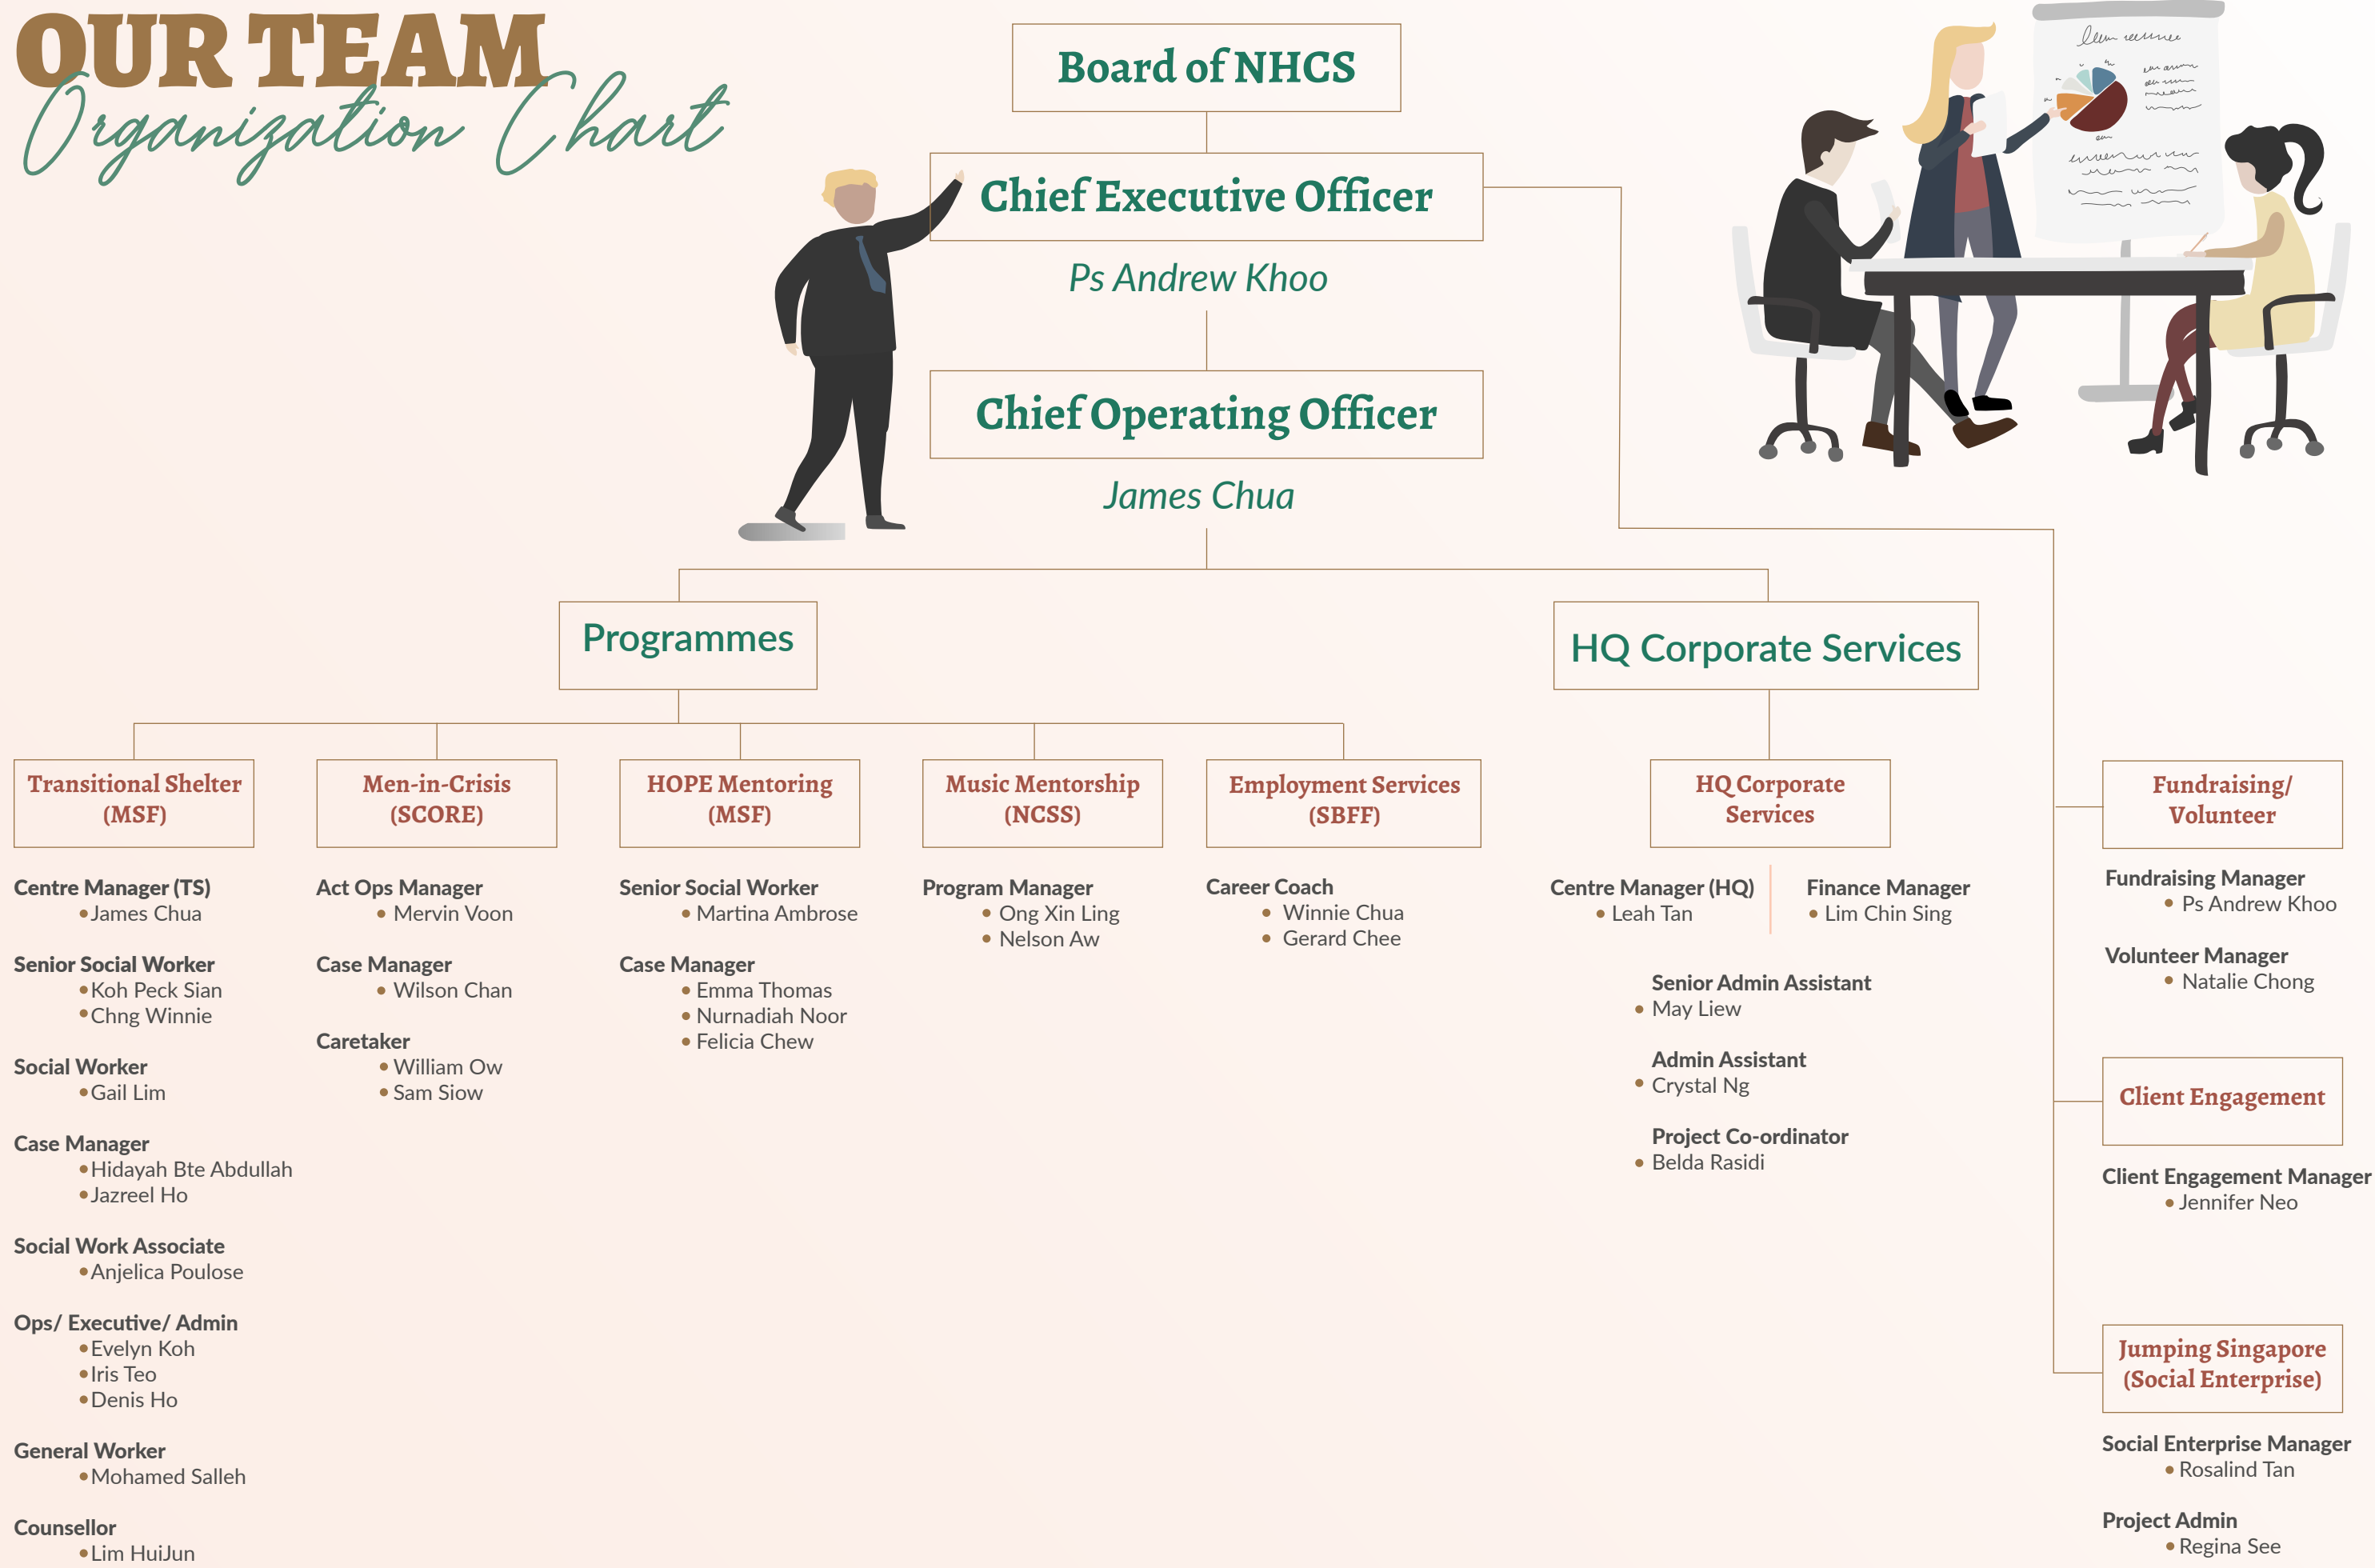 OUR TEAM
Organization Chart
Board of NHCS
Chief Executive Officer
Ps Andrew Khoo
Chief Operating Officer
James Chua
Programmes
HQ Corporate Services
Transitional Shelter
(MSF)
Centre Manager (TS)
James Chua
Senior Social Worker
Koh Peck Sian
Chng Winnie
Social Worker
Gail Lim
Case Manager
Hidayah Bte Abdullah
Jazreel Ho
Social Work Associate
Anjelica Poulose
Ops/ Executive/ Admin
Evelyn Koh
Iris Teo
Denis Ho
General Worker
Mohamed Salleh
Counsellor
Lim HuiJun
Men-in-Crisis
(SCORE)
Act Ops Manager
Mervin Voon
Case Manager
Wilson Chan
Caretaker
William Ow
Sam Siow
HOPE Mentoring
(MSF)
Senior Social Worker
Martina Ambrose
Case Manager
Emma Thomas
Nurnadiah Noor
Felicia Chew
Music Mentorship
(NCSS)
Program Manager
Ong Xin Ling
Nelson Aw
Employment Services
(SBFF)
Career Coach
Winnie Chua
Gerard Chee
HQ Corporate
Services
Centre Manager (HQ)
Leah Tan
Finance Manager
Lim Chin Sing
Senior Admin Assistant
May Liew
Admin Assistant
Crystal Ng
Project Co-ordinator
Belda Rasidi
Fundraising/
Volunteer
Fundraising Manager
Ps Andrew Khoo
Volunteer Manager
Natalie Chong
Client Engagement
Client Engagement Manager
Jennifer Neo
Jumping Singapore
(Social Enterprise)
Social Enterprise Manager
Rosalind Tan
Project Admin
Regina See